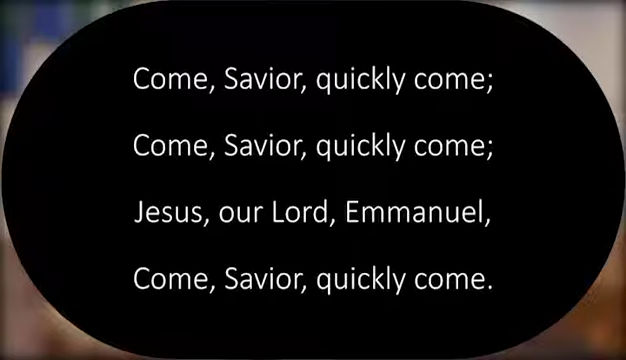 Come, Savior, quickly come;
Come, Savior, quickly come;
Jesus, our Lord, Emmanuel,
Come, Savior, quickly come.